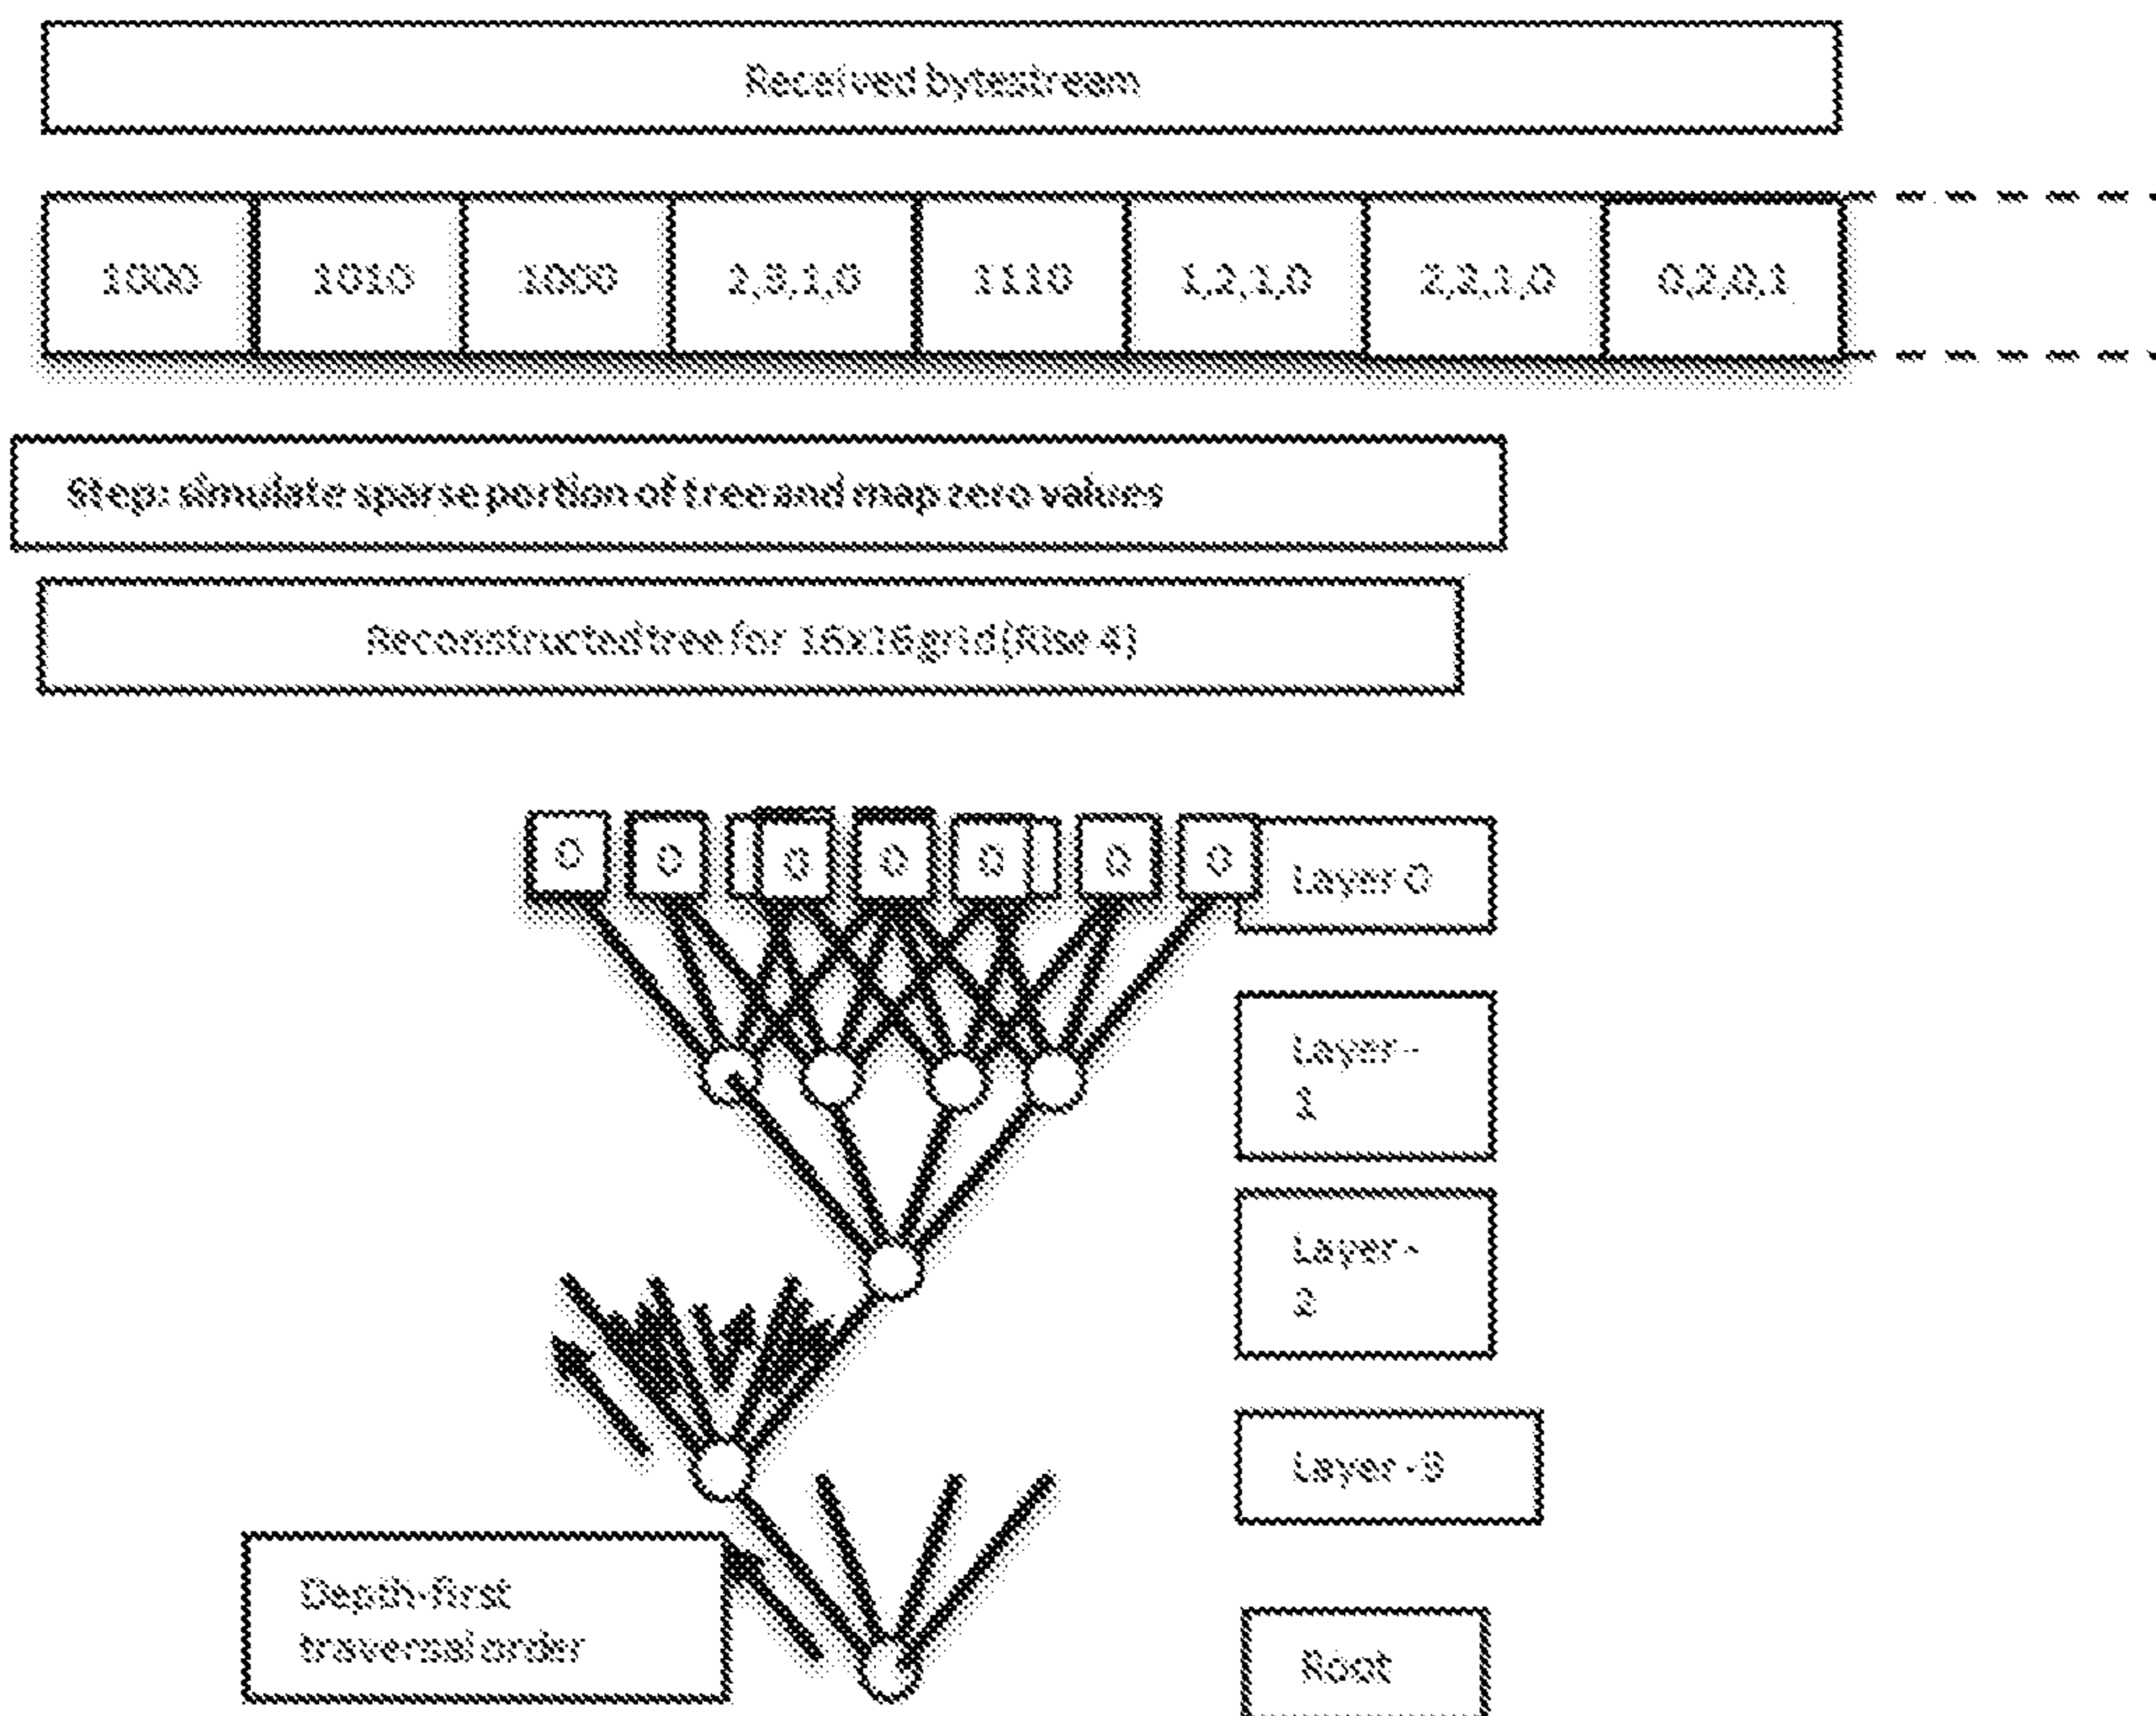 Received bytestream
1000 1010 1000 2,3,1,0 1110 1,2,1,0 2,2,1,0 0,2,0,1
Step: simulate sparse portion of tree and map zero values
Reconstructed tree for 16x16 grid (Rise 4)
0 0 0 0 0 0 0
Layer 0
Layer -
1
Layer -
2
Layer -3
Depth-first
traversal order
Root